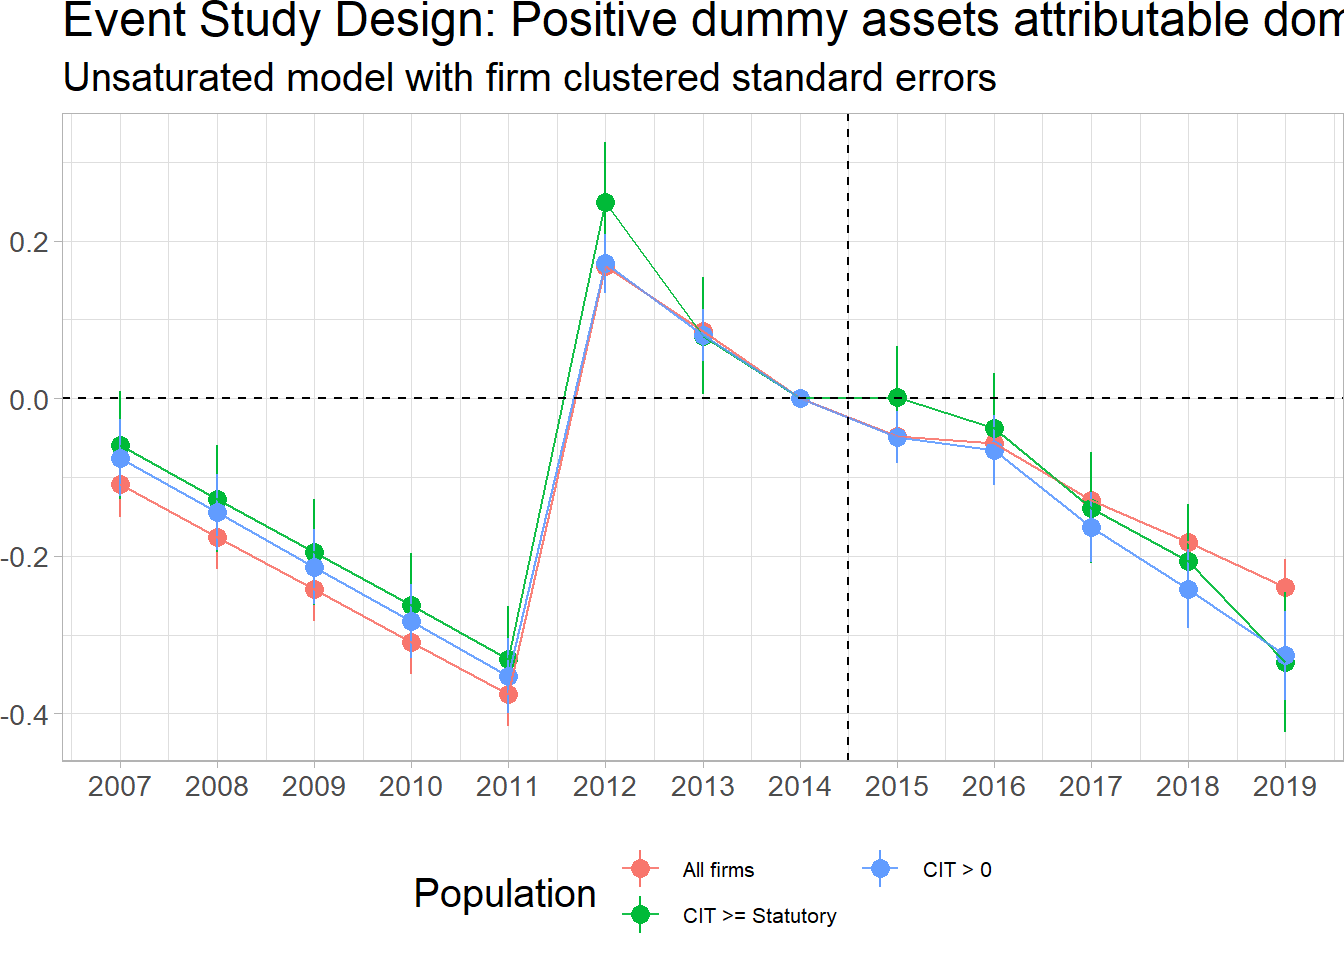 Event Study Design: Positive dummy assets attributable
Unsaturated model with firm clustered standard errors
0.2
0.0
-0.2
-0.4
2007 2008 2009 2010 2011 2012 2013 2014 2015 2016 2017 2018 2019
Population
All firms
CIT > 0
CIT >= Statutory